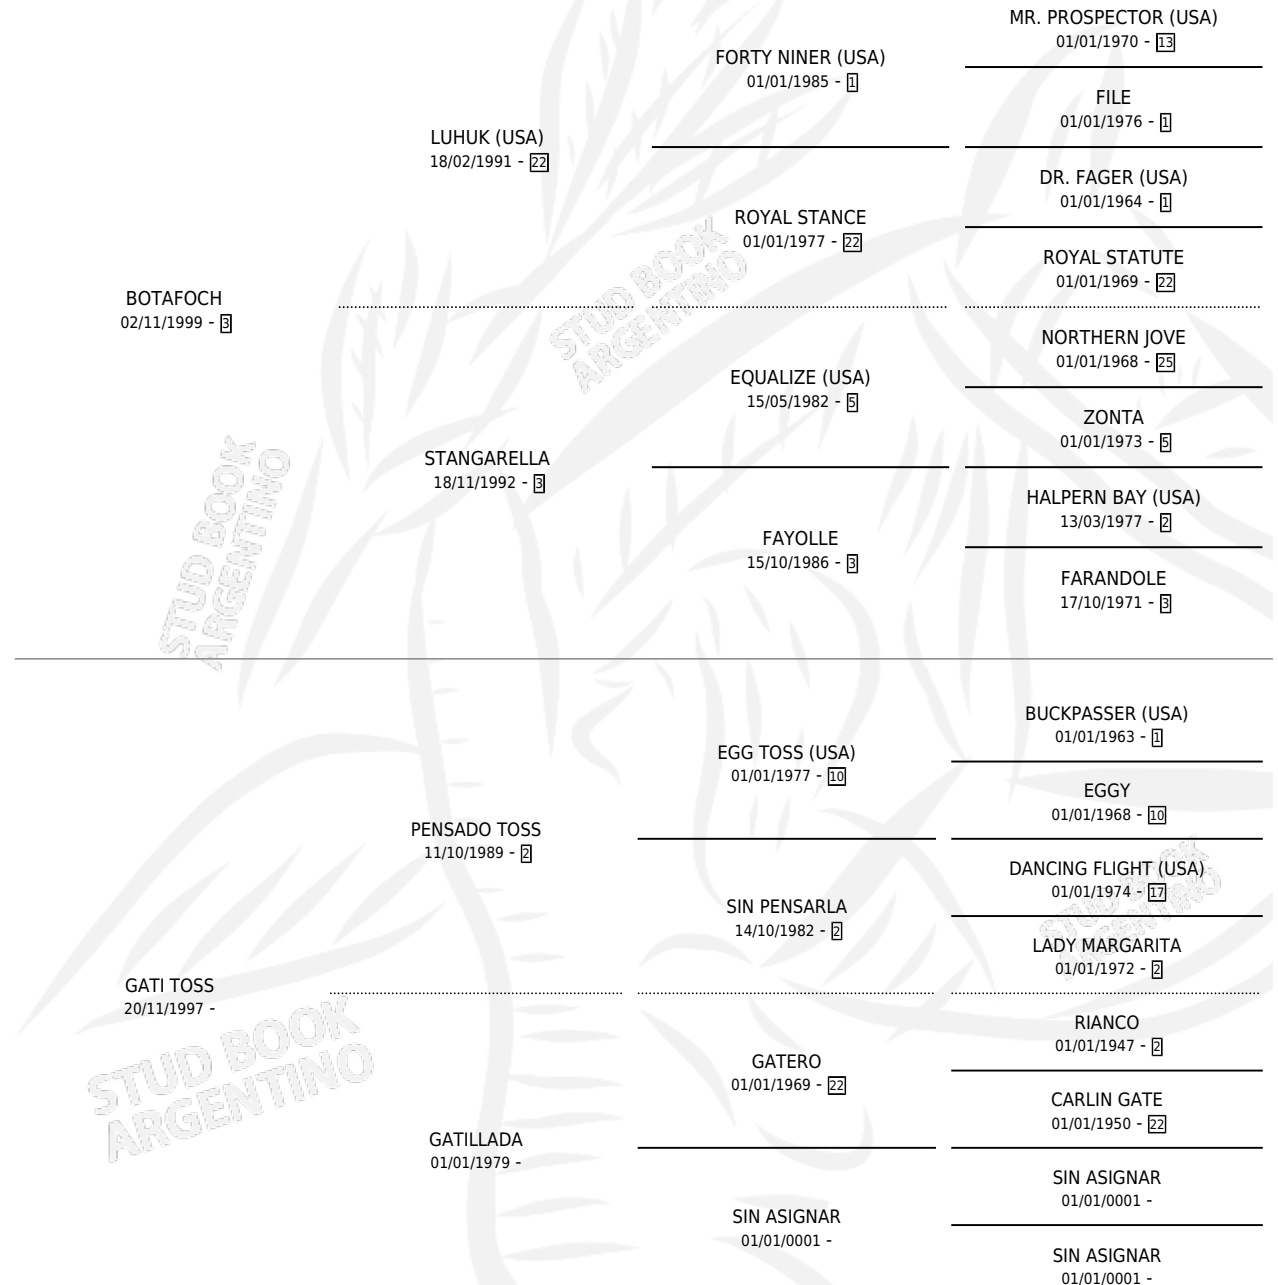 MR. PROSPECTOR (USA)
01/01/1970 - 13
FORTY NINER (USA)
01/01/1985 - 1
FILE
01/01/1976 - 1
LUHUK (USA)
18/02/1991 - 22
DR. FAGER (USA)
01/01/1964 - 1
ROYAL STANCE
01/01/1977 - 22
ROYAL STATUTE
01/01/1969 - 22
BOTAFOCH
02/11/1999 - 3
NORTHERN JOVE
01/01/1968 - 25
EQUALIZE (USA)
15/05/1982 - 5
ZONTA
01/01/1973 - 5
STANGARELLA
18/11/1992 - 3
HALPERN BAY (USA)
13/03/1977 - 2
FAYOLLE
15/10/1986 - 3
FARANDOLE
17/10/1971 - 3
STUD BOOK
ARGENTINO
STUD BOOK
ARGENTINO
BUCKPASSER (USA)
01/01/1963 - 1
EGG TOSS (USA)
01/01/1977 - 10
EGGY
01/01/1968 - 10
PENSADO TOSS
11/10/1989 - 2
DANCING FLIGHT (USA)
01/01/1974 - 17
SIN PENSARLA
14/10/1982 - 2
LADY MARGARITA
01/01/1972 - 2
GATI TOSS
20/11/1997 -
RIANCO
01/01/1947 - 2
GATERO
01/01/1969 - 22
CARLIN GATE
01/01/1950 - 22
GATILLADA
01/01/1979 -
SIN ASIGNAR
01/01/0001 -
SIN ASIGNAR
01/01/0001 -
SIN ASIGNAR
01/01/0001 -
STUD BOOK
ARGENTINO
STUD BOOK
ARGENTINO